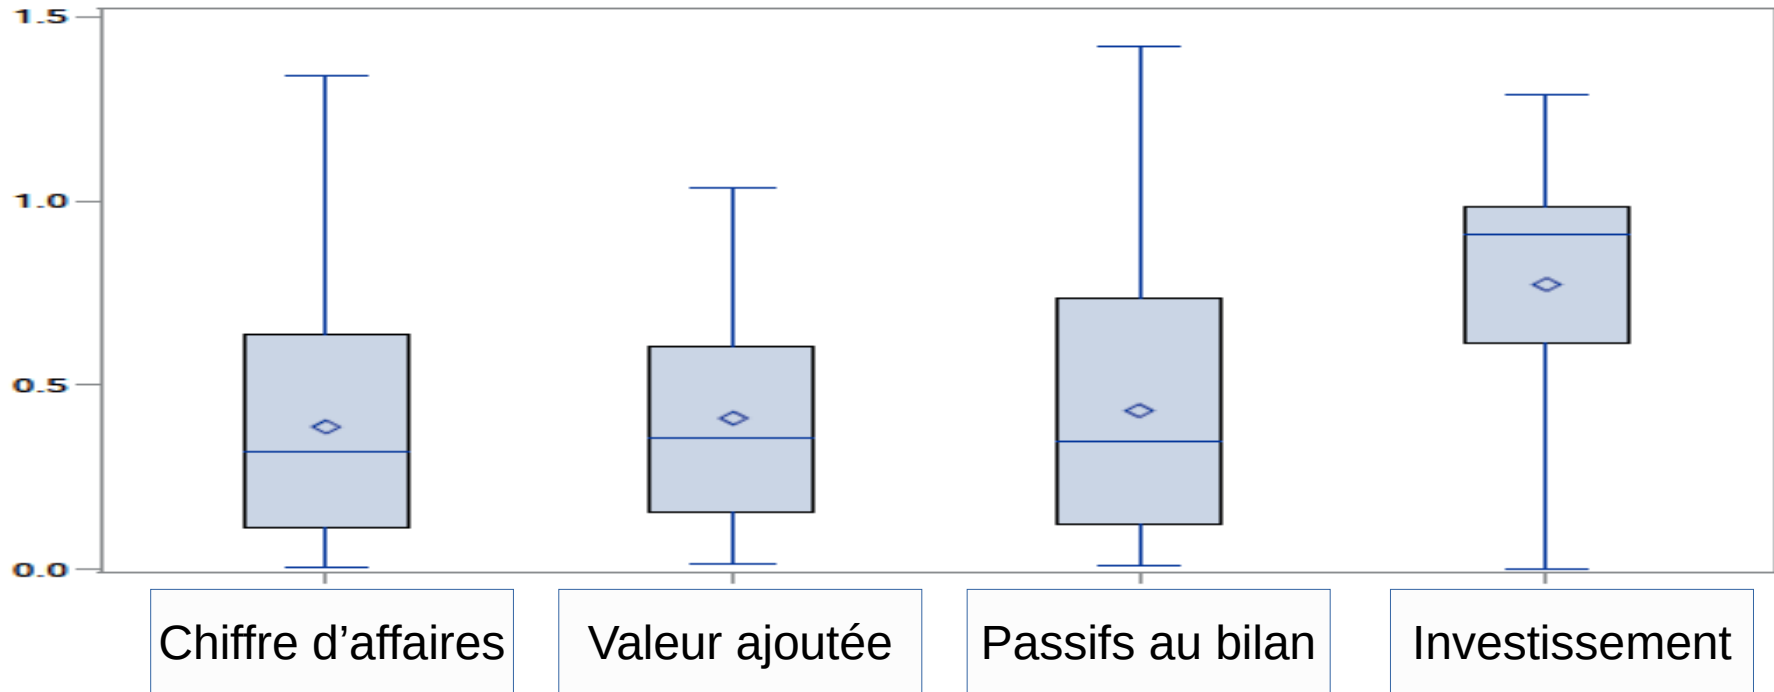 1.5
1.0
0.5
0.0
Chiffre d’affaires
Valeur ajoutée
Passifs au bilan
Investissement